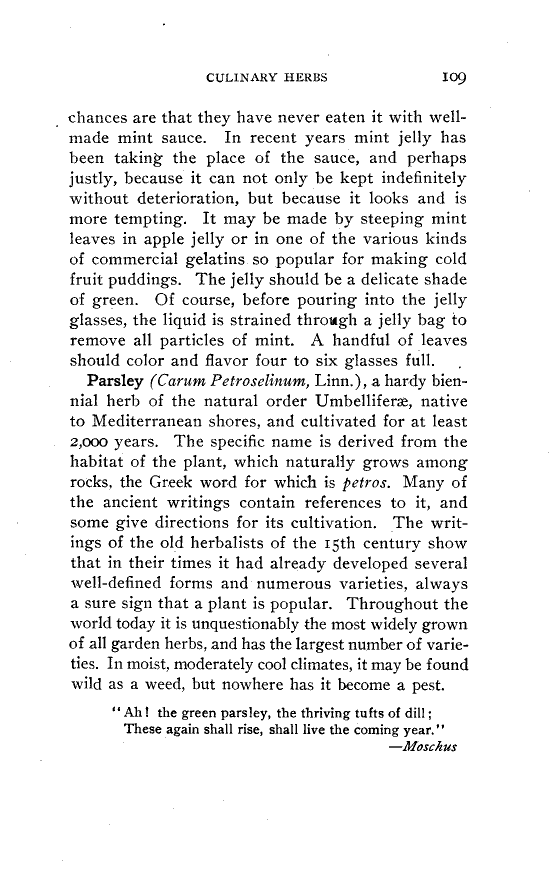 CULINARY HERBS 109
chances are that they have never eaten it with well-
made mint sauce. In recent years mint jelly has
been taking the place of the sauce, and perhaps
justly, because it can not only be kept indefinitely
without deterioration, but because it looks and is
more tempting. It may be made by steeping mint
leaves in apple jelly or in one of the various kinds
of commercial gelatins so popular for making cold
fruit puddings. The jelly should be a delicate shade
of green. Of course, before pouring into the jelly
glasses, the liquid is strained through a jelly bag to
remove all particles of mint. A handful of leaves
should color and flavor four to six glasses full.
Parsley (Carum Petroselinum, Linn.), a hardy bien-
nial herb of the natural order Umbelliferæ, native
to Mediterranean shores, and cultivated for at least
2,000 years. The specific name is derived from the
habitat of the plant, which naturally grows among
rocks, the Greek word for which is petros. Many of
the ancient writings contain references to it, and
some give directions for its cultivation. The writ-
ings of the old herbalists of the 15th century show
that in their times it had already developed several
well-defined forms and numerous varieties, always
a sure sign that a plant is popular. Throughout the
world today it is unquestionably the most widely grown
of all garden herbs, and has the largest number of varie-
ties. In moist, moderately cool climates, it may be found
wild as a weed, but nowhere has it become a pest.
"Ah! the green parsley, the thriving tufts of dill;
These again shall rise, shall live the coming year."
—Moschus